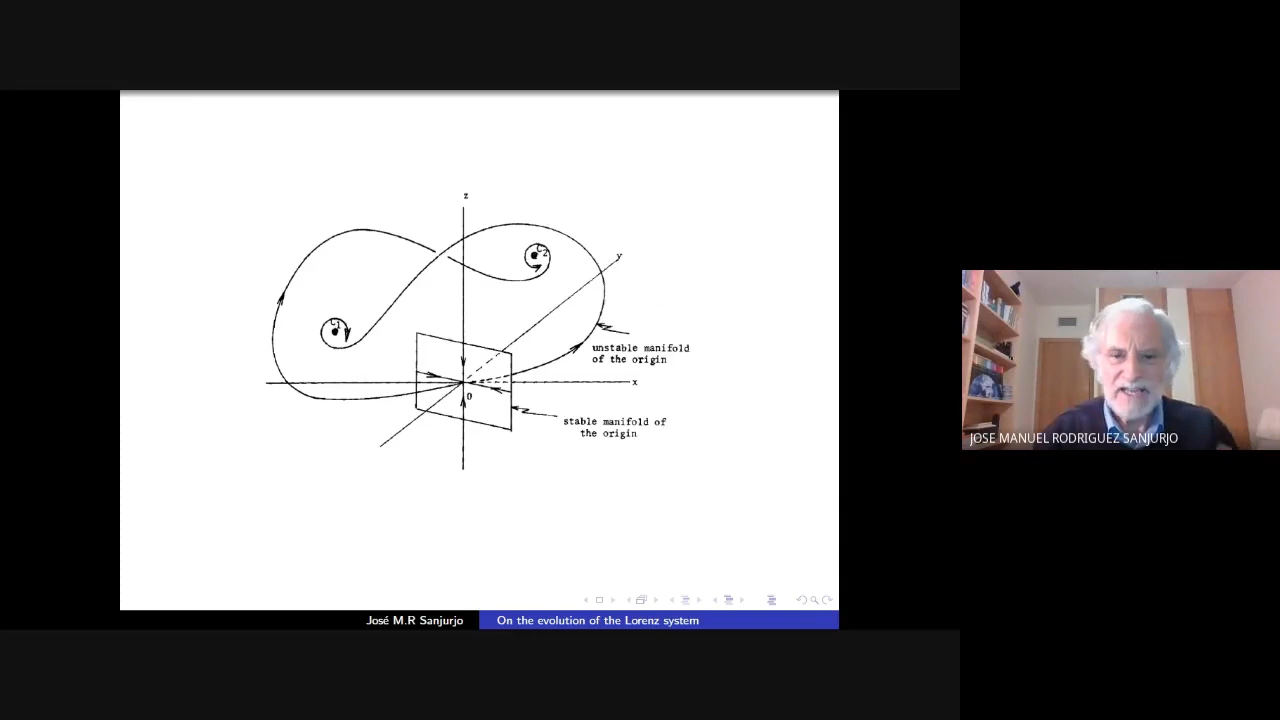 z
C2
y
C1
unstable manifold
of the origin
x
0
stable manifold of
the origin
José M.R Sanjurjo
On the evolution of the Lorenz system
JOSE MANUEL RODRIGUEZ SANJURJO